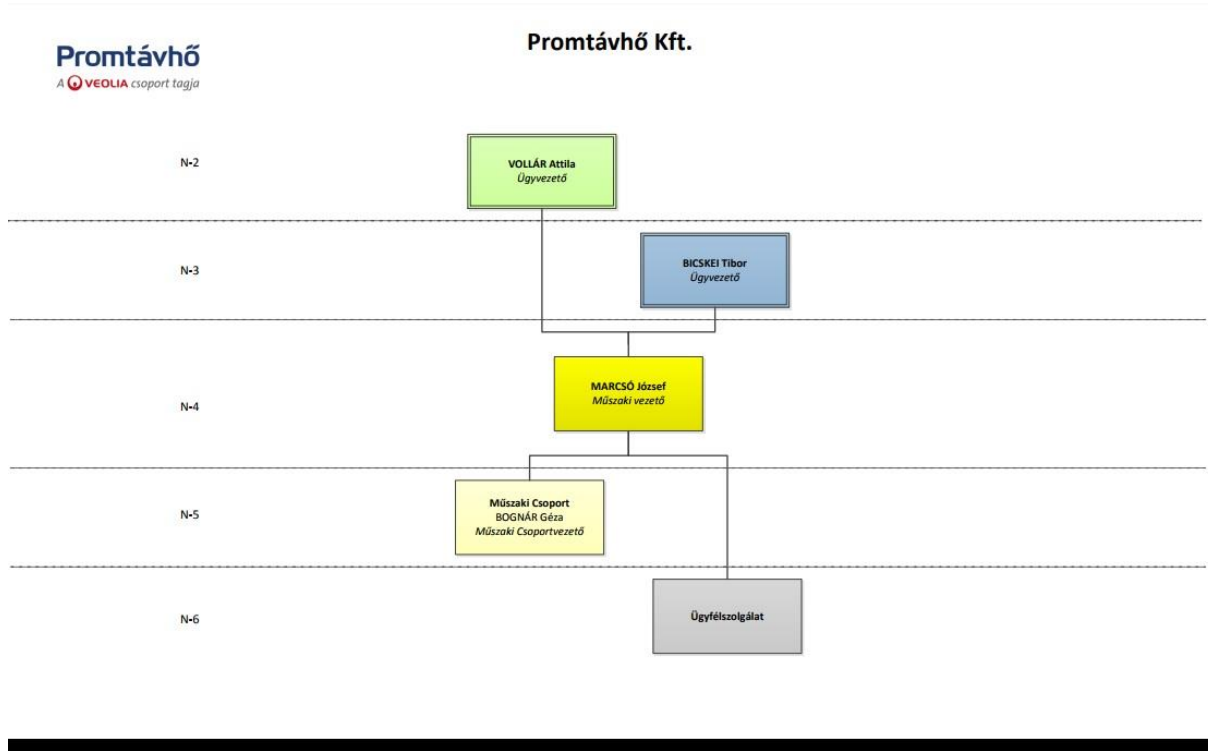 Promtávhő Kft.
Promtávhő
A VEOLIA csoport tagja
N-2
VOLLÁR Attila
Ügyvezető
N-3
BICSKEI Tibor
Ügyvezető
N-4
MARCSÓ József
Műszaki vezető
N-5
Műszaki Csoport
BOGNÁR Géza
Műszaki Csoportvezető
N-6
Ügyfélszolgálat